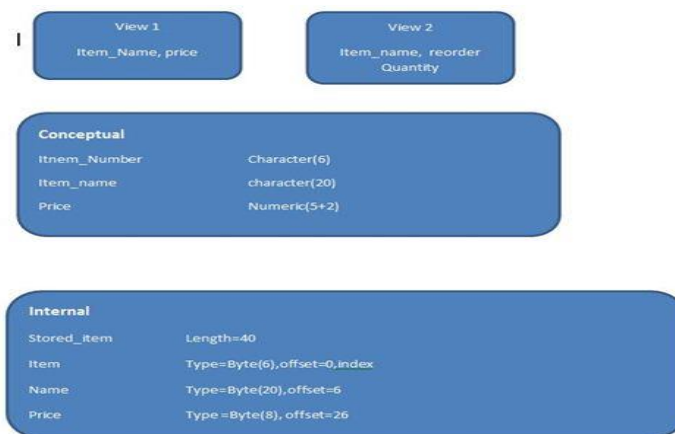 View 1
Item_Name, price
View 2
Item_name, reorder
Quantity
Conceptual
Itnem_Number Character(6)
Item_name character(20)
Price Numeric(5+2)
Internal
Stored_item Length=40
Item Type=Byte(6),offset=0,index
Name Type=Byte(20),offset=6
Price Type =Byte(8), offset=26